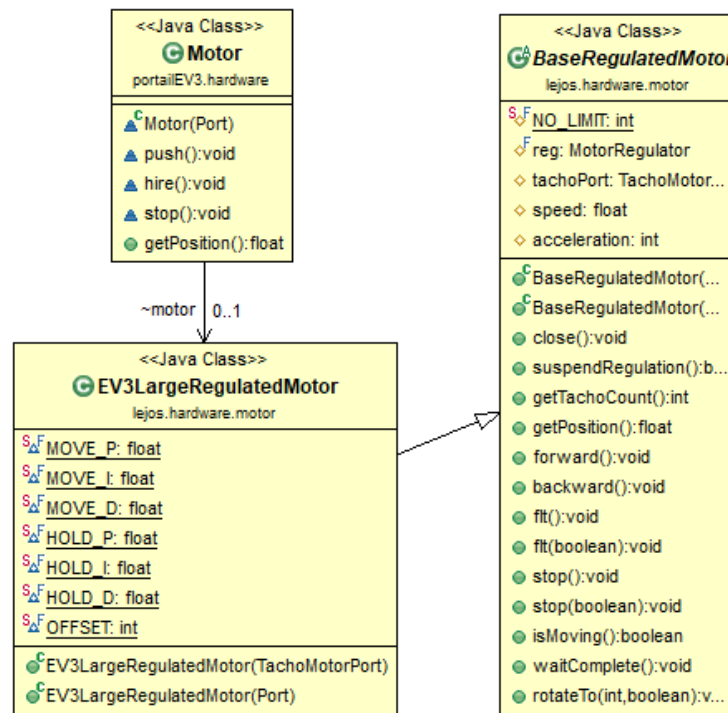 <<Java Class>>
Motor
portailEV3.hardware
Motor(Port)
push():void
hire():void
stop():void
getPosition():float
~motor 0..1
<<Java Class>>
EV3LargeRegulatedMotor
lejos.hardware.motor
MOVE_P: float
MOVE_I: float
MOVE_D: float
HOLD_P: float
HOLD_I: float
HOLD_D: float
OFFSET: int
EV3LargeRegulatedMotor(TachoMotorPort)
EV3LargeRegulatedMotor(Port)
<<Java Class>>
BaseRegulatedMotor
lejos.hardware.motor
NO_LIMIT: int
reg: MotorRegulator
tachoPort: TachoMotor...
speed: float
acceleration: int
BaseRegulatedMotor(...
BaseRegulatedMotor(...
close():void
suspendRegulation():b...
getTachoCount():int
getPosition():float
forward():void
backward():void
flt():void
flt(boolean):void
stop():void
stop(boolean):void
isMoving():boolean
waitComplete():void
rotateTo(int,boolean):v...